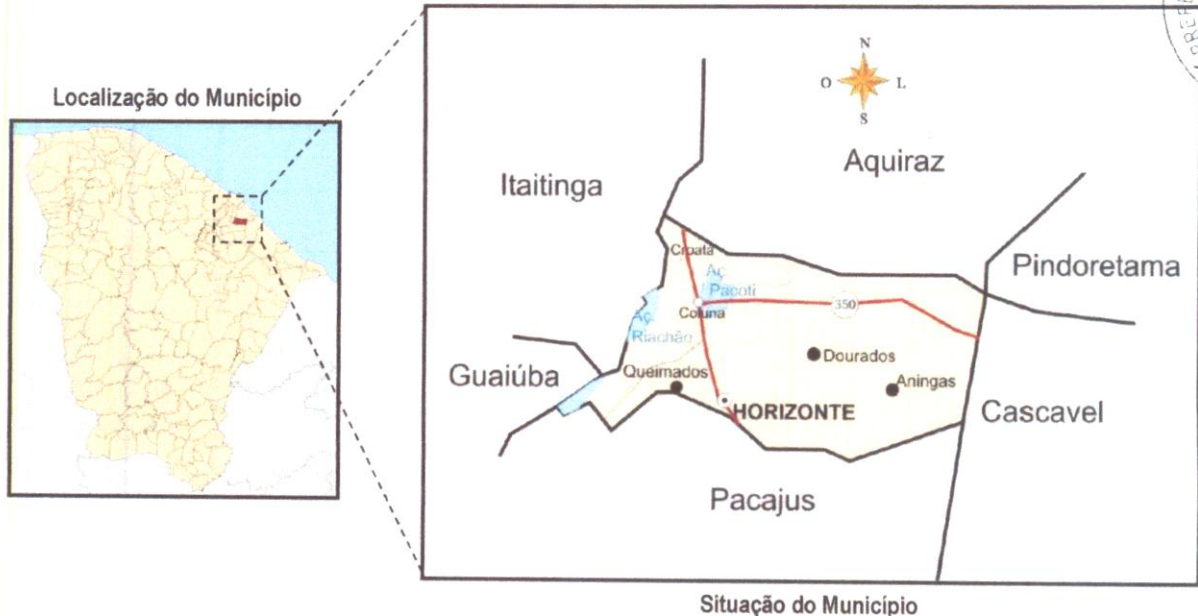 Localização do Município
N
O
L
S
Aquiraz
Itaitinga
Pindoretama
Croatá
Aç
Pacoti
350
Coluna
Aç.
Riachão
Dourados
Guaiúba
Queimados
Aningas
HORIZONTE
Cascavel
Pacajus
Situação do Município